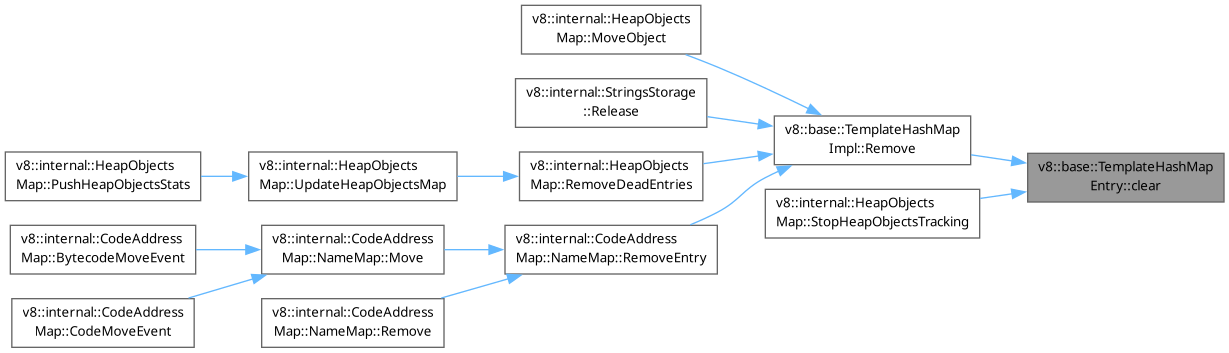 v8::internal::HeapObjects
Map::MoveObject
v8::internal::StringsStorage
::Release
v8::base::TemplateHashMap
Impl::Remove
v8::internal::HeapObjects
Map::PushHeapObjectsStats
v8::internal::HeapObjects
Map::UpdateHeapObjectsMap
v8::internal::HeapObjects
Map::RemoveDeadEntries
v8::base::TemplateHashMap
Entry::clear
v8::internal::HeapObjects
Map::StopHeapObjectsTracking
v8::internal::CodeAddress
Map::BytecodeMoveEvent
v8::internal::CodeAddress
Map::NameMap::Move
v8::internal::CodeAddress
Map::NameMap::RemoveEntry
v8::internal::CodeAddress
Map::CodeMoveEvent
v8::internal::CodeAddress
Map::NameMap::Remove